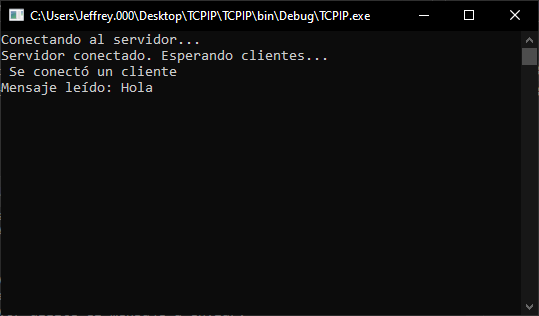 C:\Users\Jeffrey.000\Desktop\TCPIP\TCPIP\bin\Debug\TCPIP.exe
Conectando al servidor...
Servidor conectado. Esperando clientes...
Se conectó un cliente
Mensaje leído: Hola